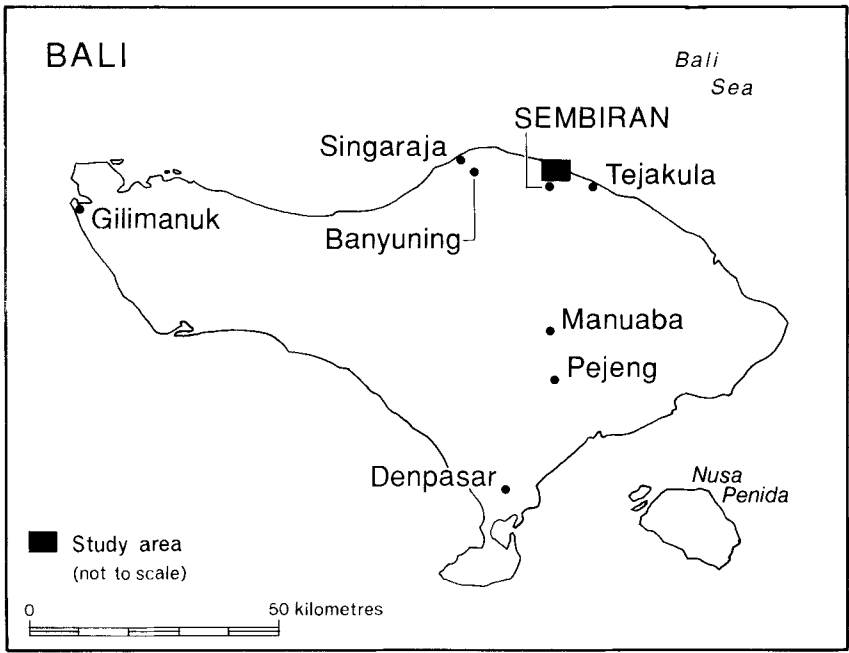 BALI
Bali
Sea
SEMBIRAN
Singaraja
Tejakula
Gilimanuk
Banyuning
Manuaba
Pejeng
Denpasar
Nusa
Penida
Study area
(not to scale)
0
50 kilometres